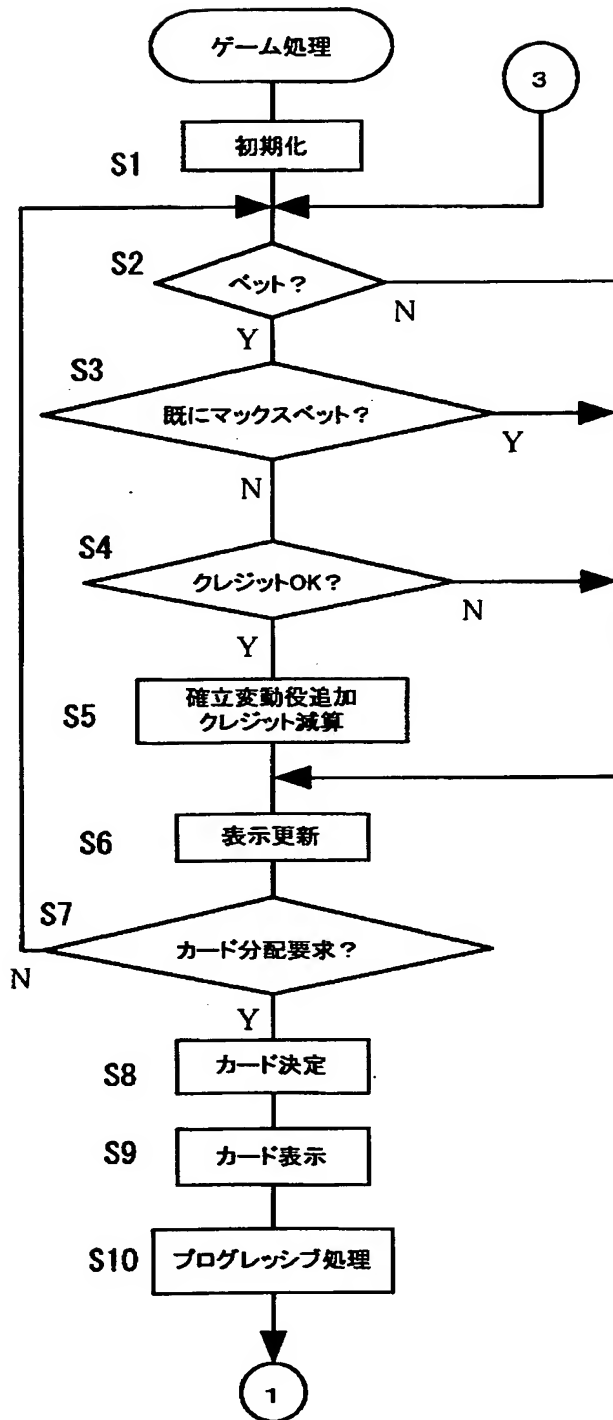 ゲーム処理
3
初期化
S1
S2
ベット?
N
Y
S3
既にマックスベット?
Y
N
S4
クレジットOK?
N
Y
S5
確立変動役追加
クレジット減算
S6
表示更新
S7
カード分配要求?
N
Y
S8
カード決定
S9
カード表示
S10
プログレッシブ処理
1